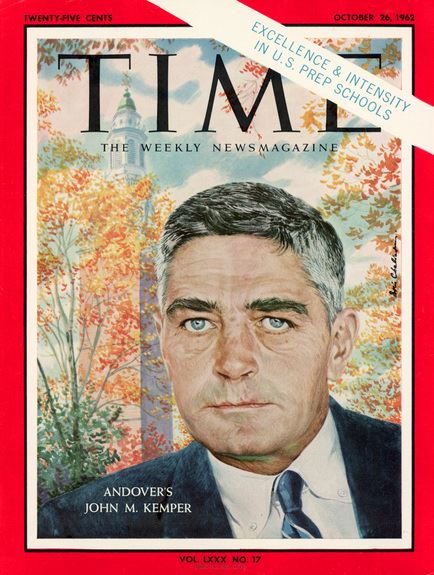 TWENTY-FIVE CENTS
OCTOBER 26, 1962
EXCELLENCE & INTENSITY
IN U.S. PREP SCHOOLS
TIME
THE WEEKLY NEWSMAGAZINE
ANDOVER'S
JOHN M. KEMPER
VOL. LXXX NO. 17